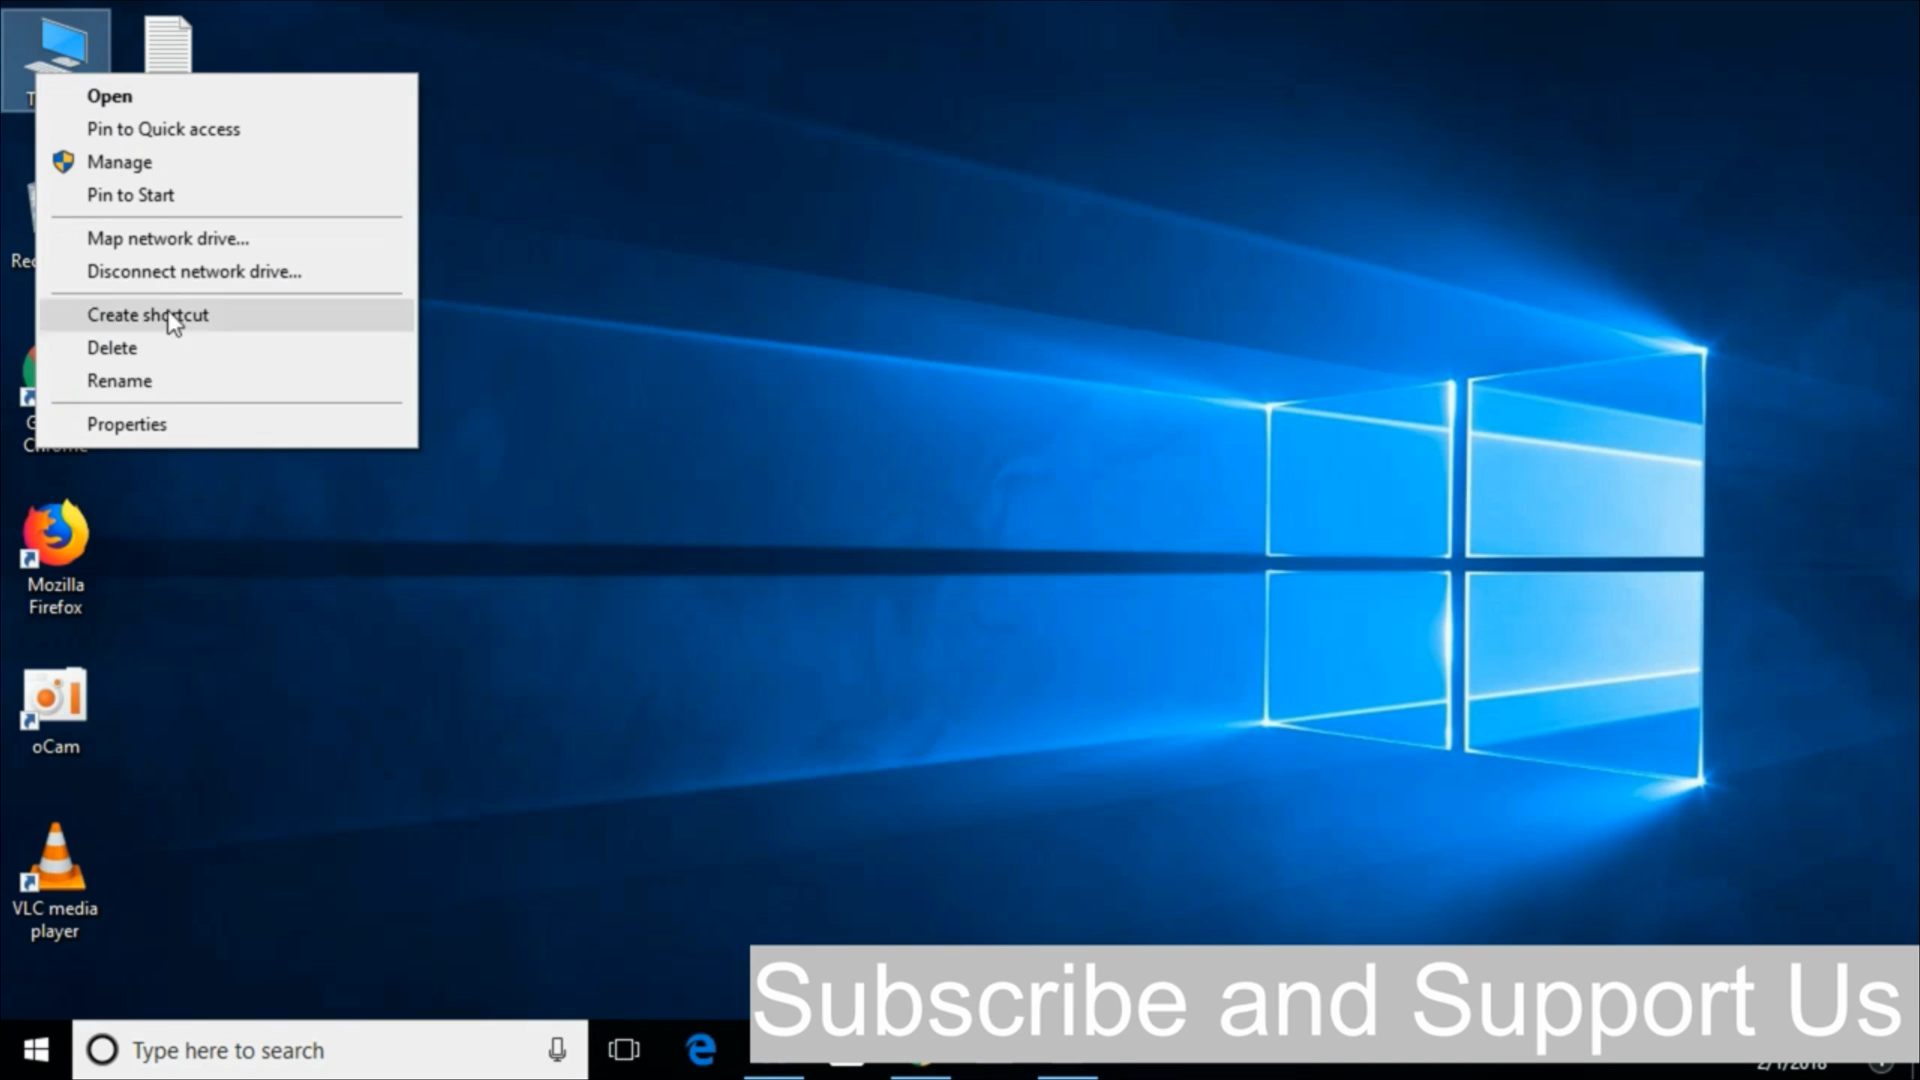 Open
Pin to Quick access
Manage
Pin to Start
Map network drive...
Disconnect network drive...
Create shortcut
Delete
Rename
Properties
Mozilla
Firefox
oCam
VLC media
player
Subscribe and Support Us
Type here to search